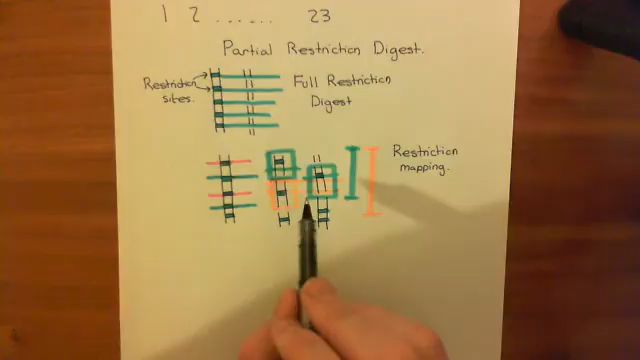 1 2 ....... 23
Partial Restriction Digest.
Restriction
sites.
Full Restriction
Digest
Restriction
mapping.